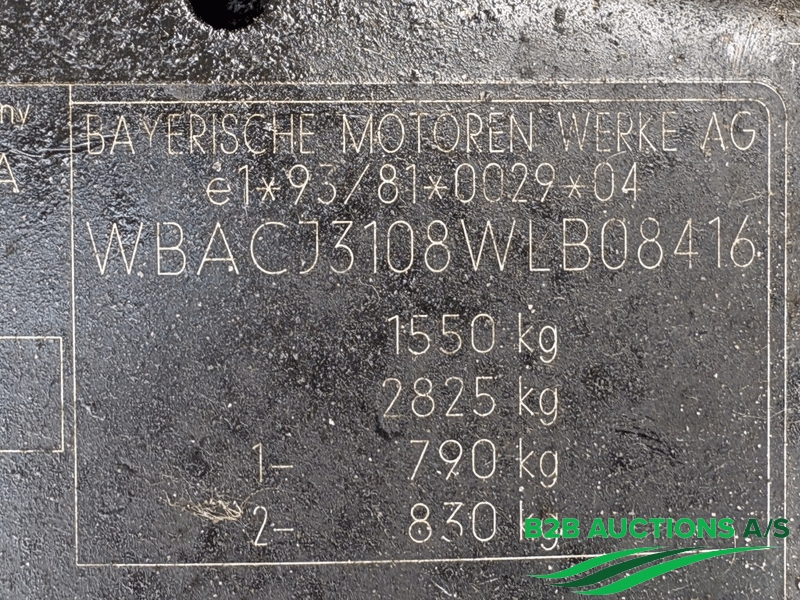 nv
A
BAYERISCHE MOTOREN WERKE AG
e1*93/81*0029*04
WBACJ3108WLB08416
1550 kg
2825 kg
1– 790 kg
2– 830 kg
B2B AUCTIONS A/S